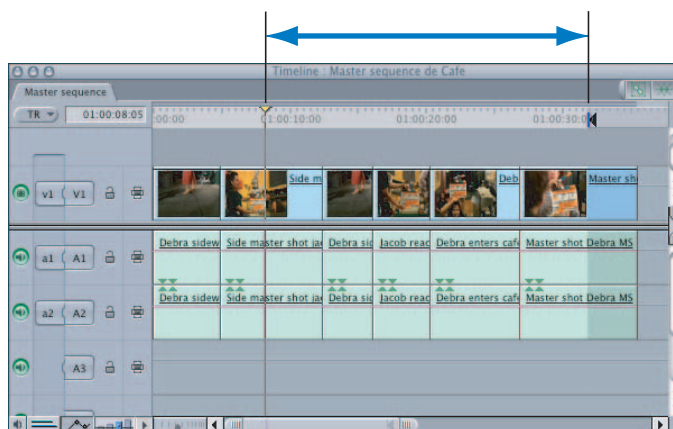 Timeline : Master sequence de Cafe
Master sequence
TR 01:00:08:05 :00:00 01:00:10:00 01:00:20:00 01:00:30:0
v1 V1 Side m Deb Master sh
a1 A1 Debra sidew Side master shot ja Debra sid Jacob reac Debra enters cafe Master shot Debra MS
a2 A2 Debra sidew Side master shot ja Debra sid Jacob reac Debra enters cafe Master shot Debra MS
A3